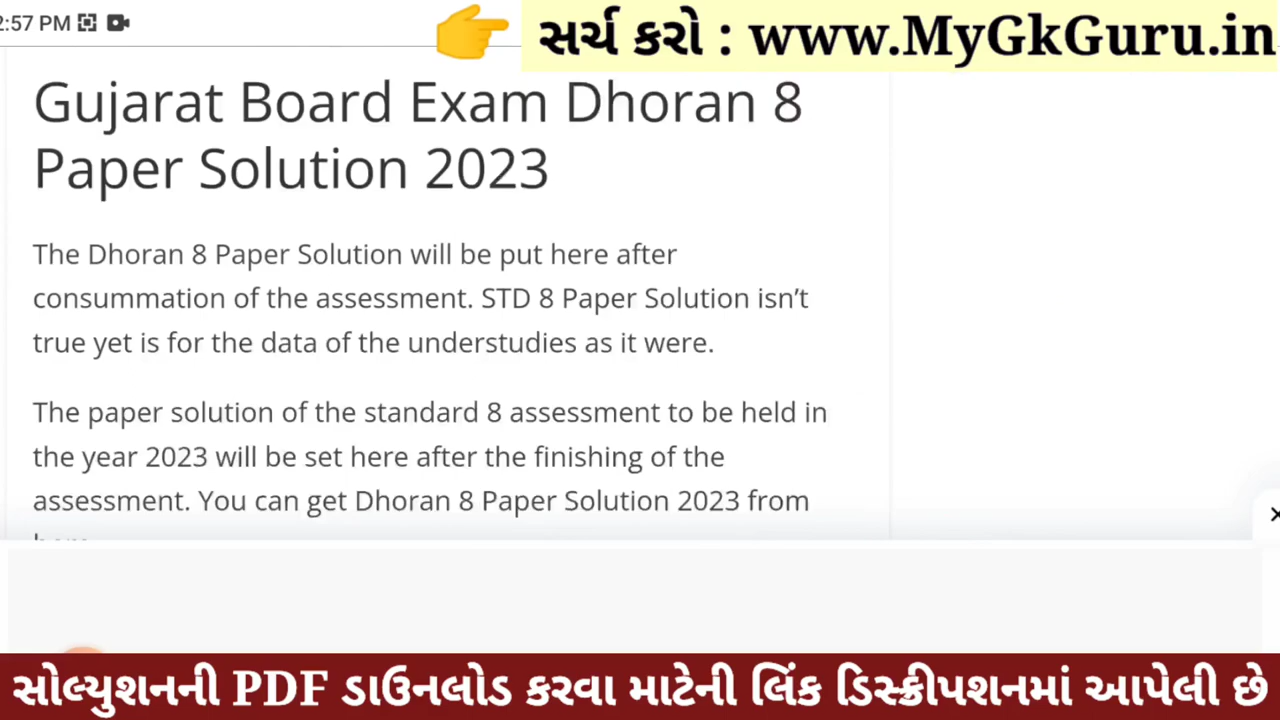 2:57 PM
સર્ચ કરો : www.MyGkGuru.in
Gujarat Board Exam Dhoran 8
Paper Solution 2023
The Dhoran 8 Paper Solution will be put here after
consummation of the assessment. STD 8 Paper Solution isn’t
true yet is for the data of the understudies as it were.
The paper solution of the standard 8 assessment to be held in
the year 2023 will be set here after the finishing of the
assessment. You can get Dhoran 8 Paper Solution 2023 from
સોલ્યુશનની PDF ડાઉનલોડ કરવા માટેની લિંક ડિસ્ક્રીપશનમાં આપેલી છે